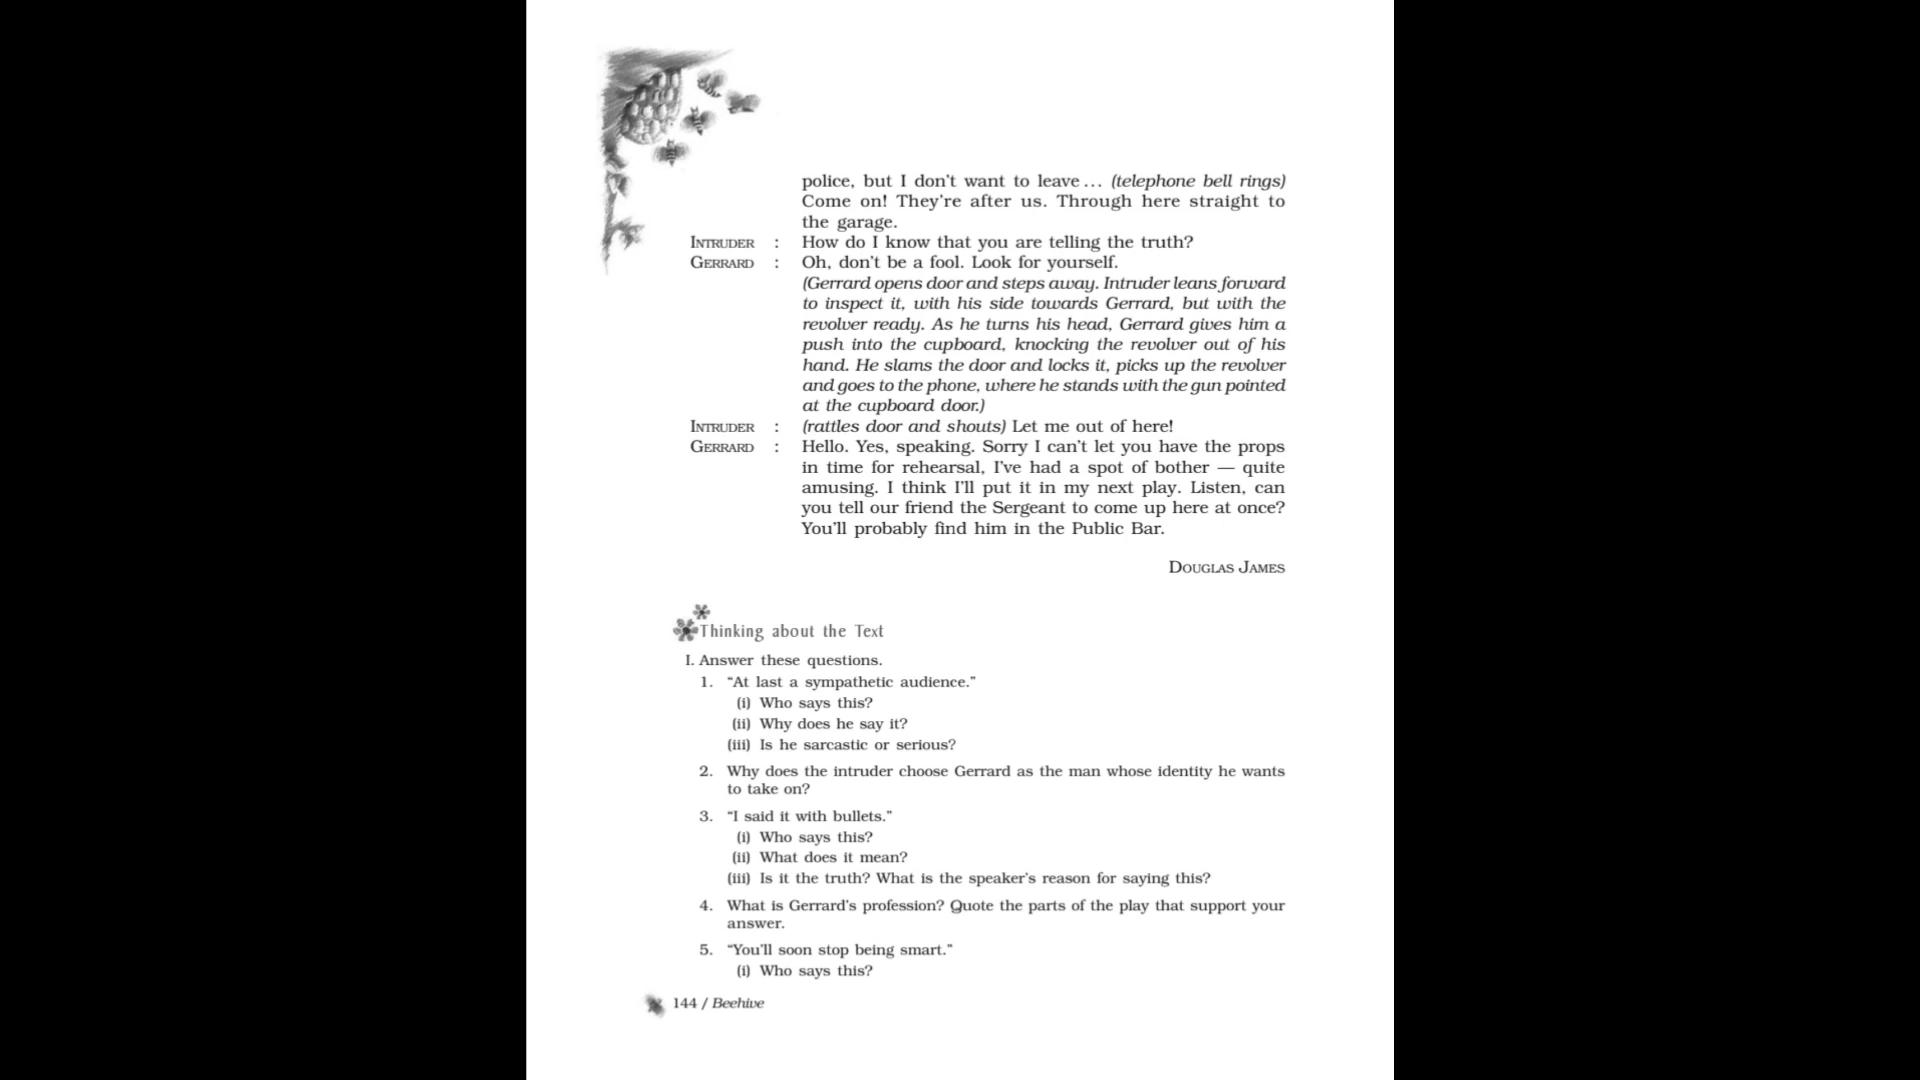 police, but I don't want to leave ... (telephone bell rings)
Come on! They're after us. Through here straight to
the garage.
INTRUDER : How do I know that you are telling the truth?
GERRARD : Oh, don't be a fool. Look for yourself.
(Gerrard opens door and steps away. Intruder leans forward
to inspect it, with his side towards Gerrard, but with the
revolver ready. As he turns his head, Gerrard gives him a
push into the cupboard, knocking the revolver out of his
hand. He slams the door and locks it, picks up the revolver
and goes to the phone, where he stands with the gun pointed
at the cupboard door.)
INTRUDER : (rattles door and shouts) Let me out of here!
GERRARD : Hello. Yes, speaking. Sorry I can't let you have the props
in time for rehearsal, I've had a spot of bother — quite
amusing. I think I'll put it in my next play. Listen, can
you tell our friend the Sergeant to come up here at once?
You'll probably find him in the Public Bar.
DOUGLAS JAMES
Thinking about the Text
I. Answer these questions.
1. “At last a sympathetic audience.”
(i) Who says this?
(ii) Why does he say it?
(iii) Is he sarcastic or serious?
2. Why does the intruder choose Gerrard as the man whose identity he wants
to take on?
3. “I said it with bullets.”
(i) Who says this?
(ii) What does it mean?
(iii) Is it the truth? What is the speaker's reason for saying this?
4. What is Gerrard's profession? Quote the parts of the play that support your
answer.
5. “You'll soon stop being smart.”
(i) Who says this?
144 / Beehive